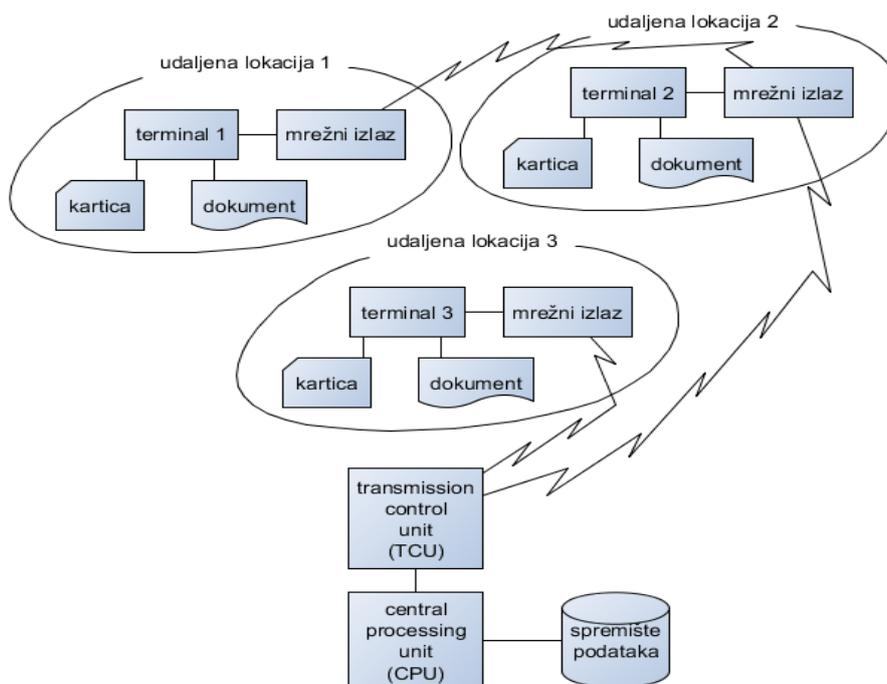 udaljena lokacija 1
terminal 1
mrežni izlaz
kartica
dokument
udaljena lokacija 2
terminal 2
mrežni izlaz
kartica
dokument
udaljena lokacija 3
terminal 3
mrežni izlaz
kartica
dokument
transmission
control
unit
(TCU)
central
processing
unit
(CPU)
spremište
podataka